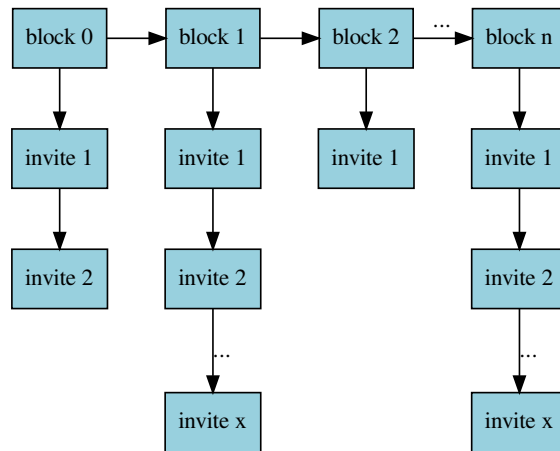 block 0
block 1
block 2
...
block n
invite 1
invite 1
invite 1
invite 1
invite 2
invite 2
invite 2
...
...
invite x
invite x